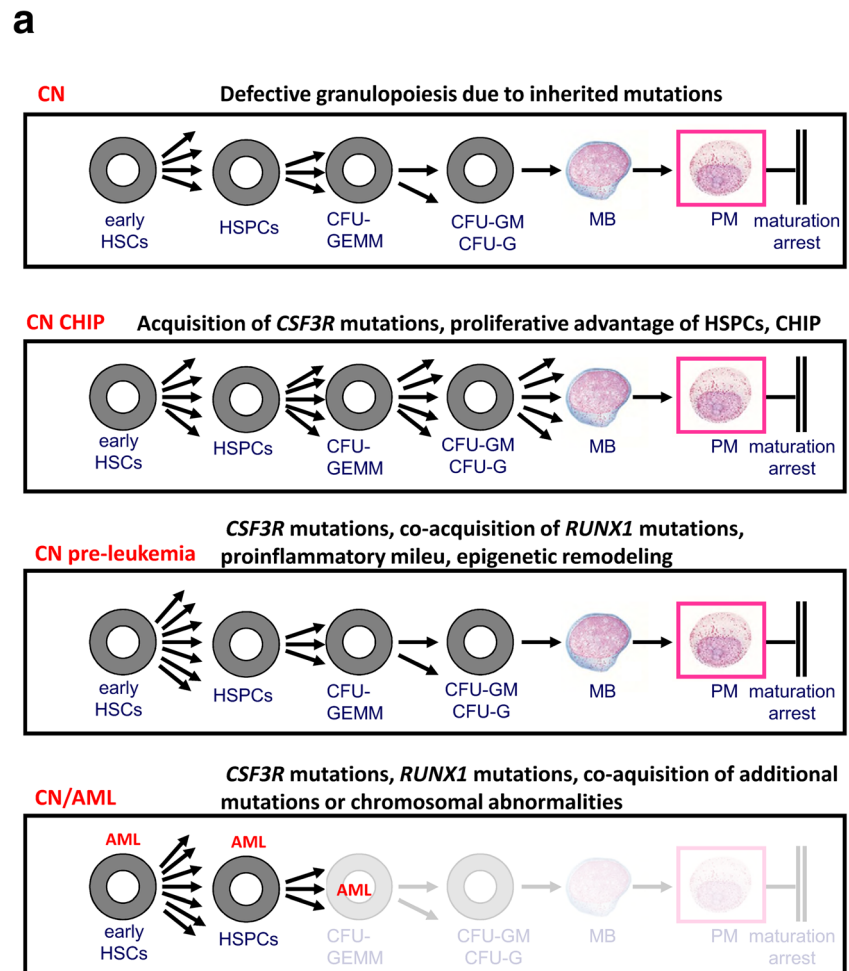 a
CN
Defective granulopoiesis due to inherited mutations
early
HSCs
HSPCs
CFU-
GEMM
CFU-GM
CFU-G
MB
PM
maturation
arrest
CN CHIP
Acquisition of CSF3R mutations, proliferative advantage of HSPCs, CHIP
early
HSCs
HSPCs
CFU-
GEMM
CFU-GM
CFU-G
MB
PM
maturation
arrest
CN pre-leukemia
CSF3R mutations, co-acquisition of RUNX1 mutations,
proinflammatory mileu, epigenetic remodeling
early
HSCs
HSPCs
CFU-
GEMM
CFU-GM
CFU-G
MB
PM
maturation
arrest
CN/AML
CSF3R mutations, RUNX1 mutations, co-aquisition of additional
mutations or chromosomal abnormalities
AML
AML
AML
early
HSCs
HSPCs
CFU-
GEMM
CFU-GM
CFU-G
MB
PM
maturation
arrest